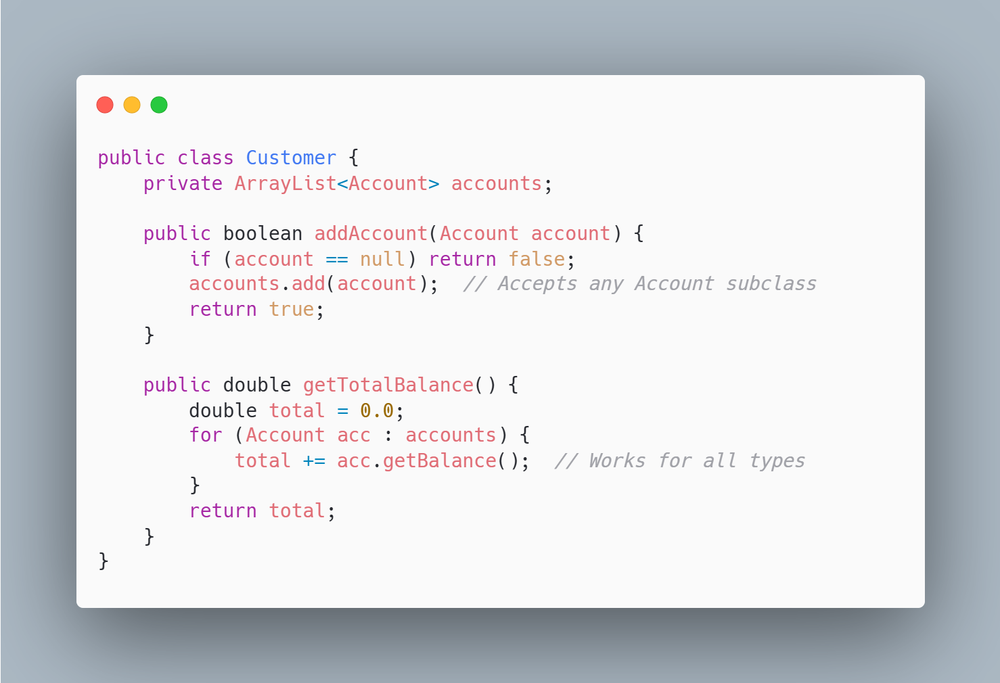 public class Customer {
    private ArrayList<Account> accounts;

    public boolean addAccount(Account account) {
        if (account == null) return false;
        accounts.add(account);  // Accepts any Account subclass
        return true;
    }

    public double getTotalBalance() {
        double total = 0.0;
        for (Account acc : accounts) {
            total += acc.getBalance();  // Works for all types
        }
        return total;
    }
}